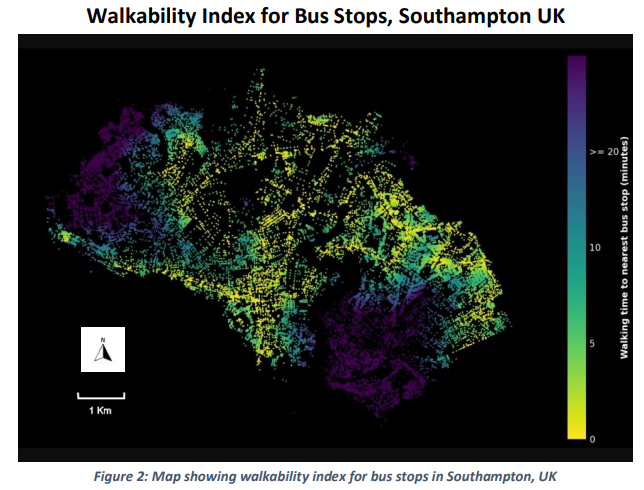 Walkability Index for Bus Stops, Southampton UK
>= 20
10
5
0
Walking time to nearest bus stop (minutes)
N
1 Km
Figure 2: Map showing walkability index for bus stops in Southampton, UK